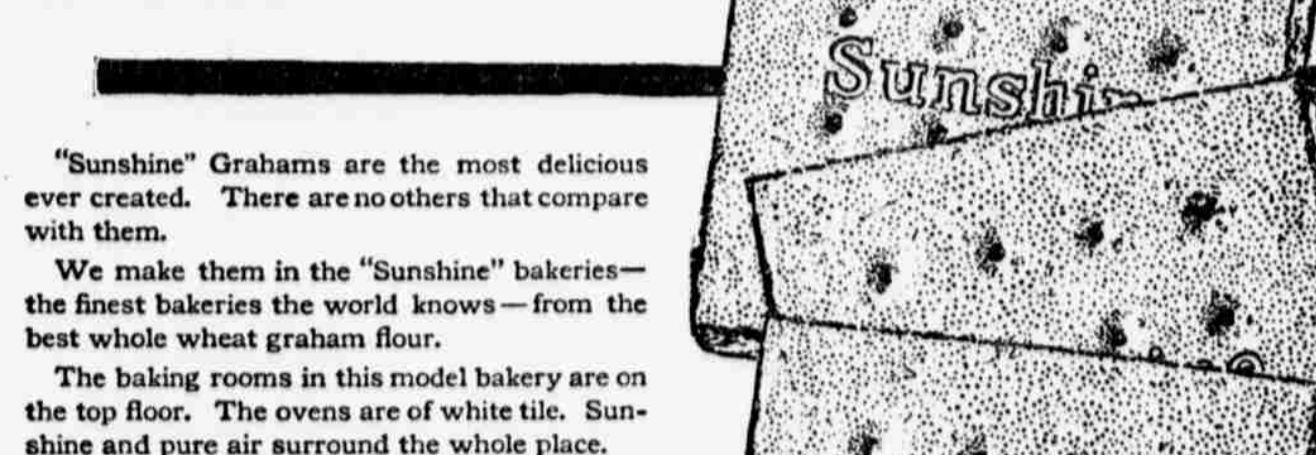 Sunshin
"Sunshine" Grahams are the most delicious
ever created. There are no others that compare
with them.
We make them in the "Sunshine" bakeries—
the finest bakeries the world knows—from the
best whole wheat graham flour.
The baking rooms in this model bakery are on
the top floor. The ovens are of white tile. Sun-
shine and pure air surround the whole place.